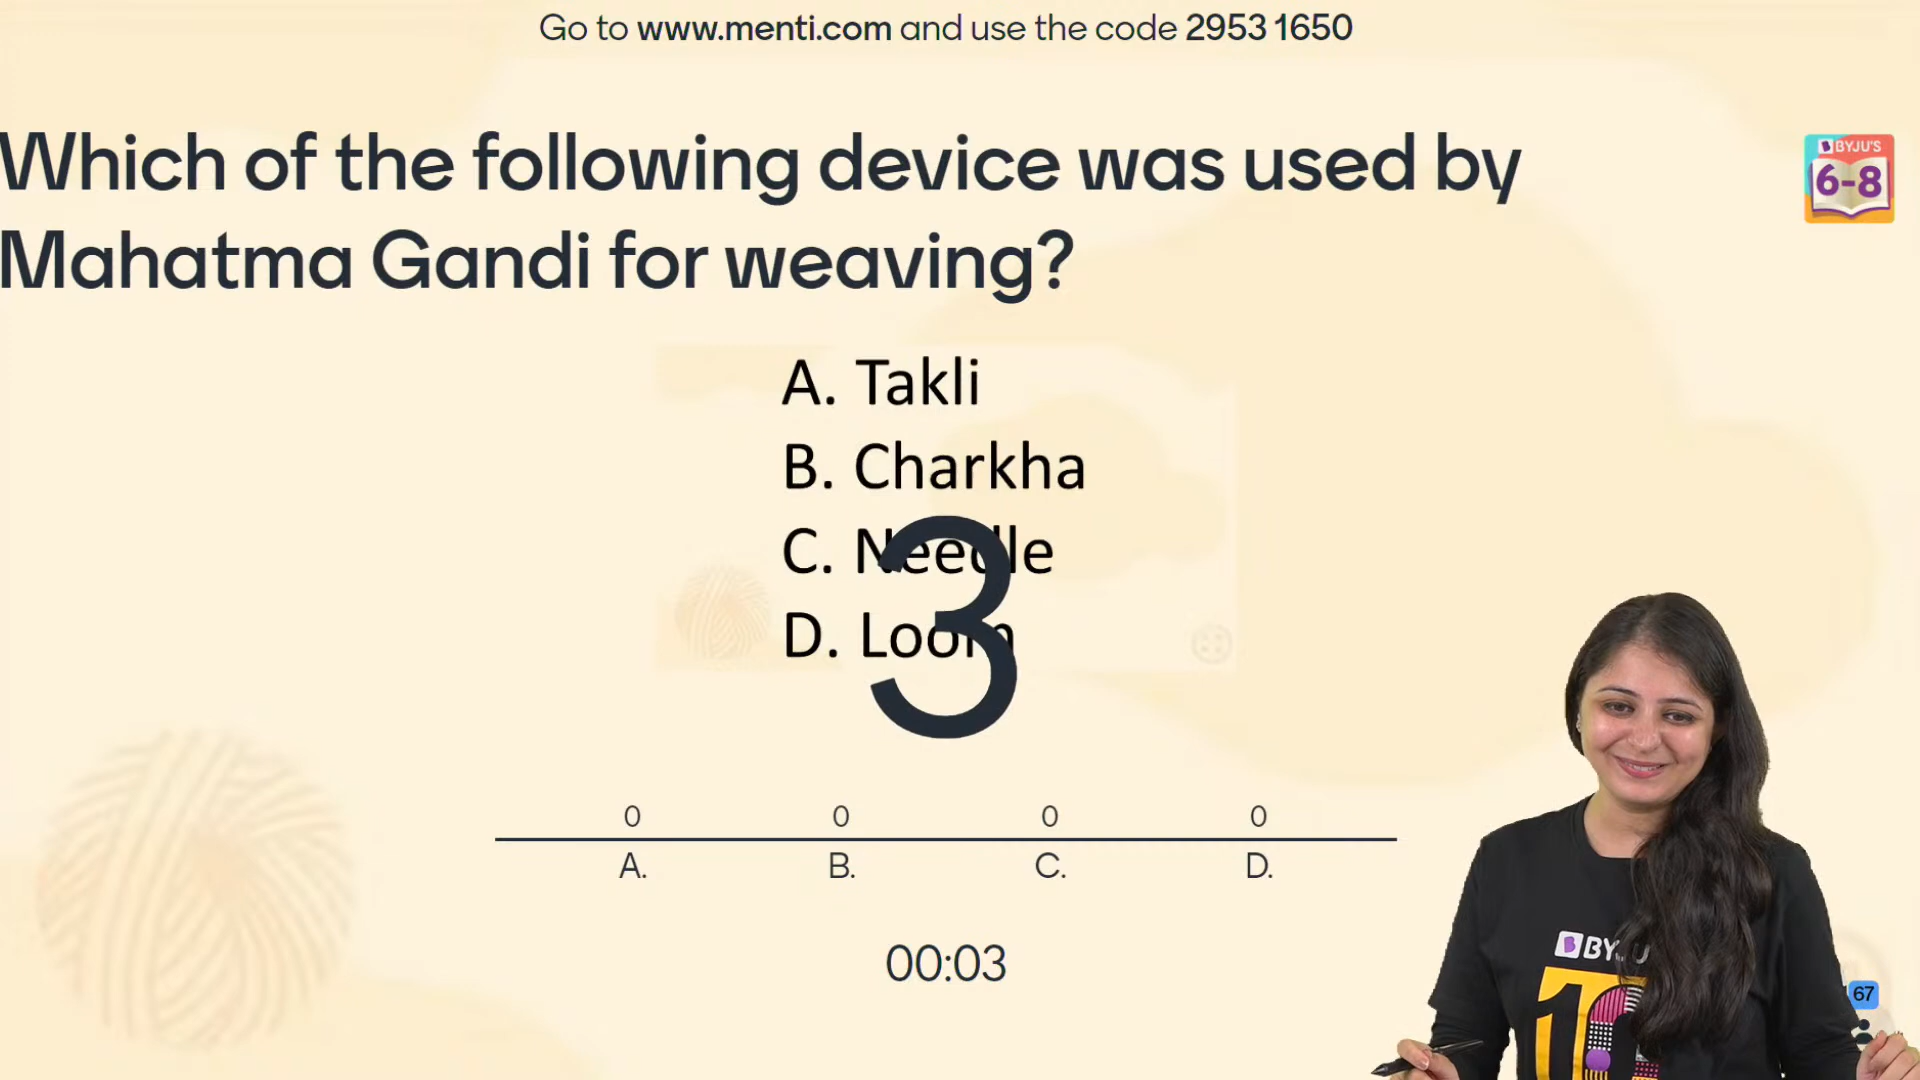 Go to www.menti.com and use the code 2953 1650
Which of the following device was used by
Mahatma Gandi for weaving?
BYJU'S
6-8
A. Takli
B. Charkha
C. Needle
D. Loom
3
0 0 0 0
A. B. C. D.
00:03
67
10